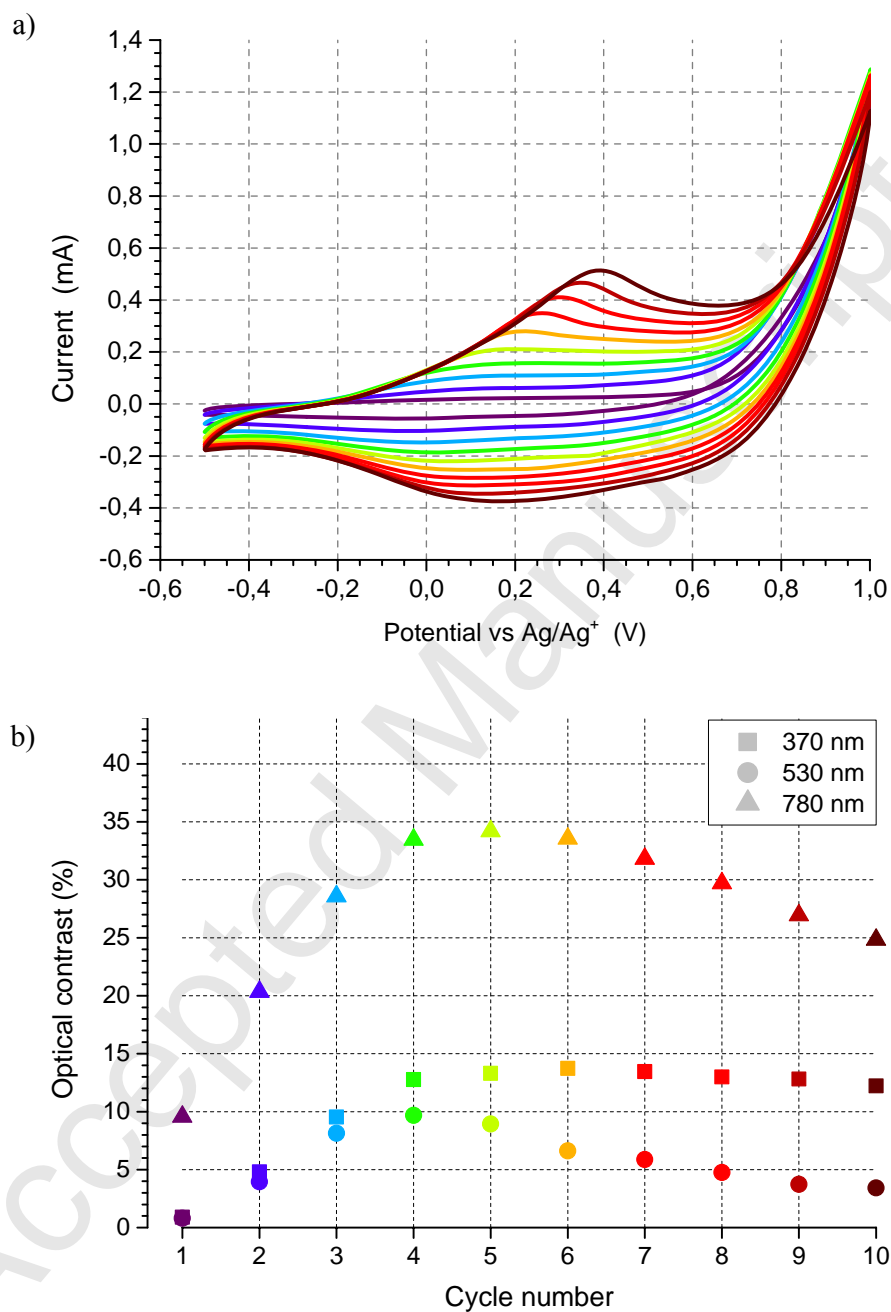 a)
1,4
1,2
1,0
0,8
0,6
0,4
0,2
0,0
-0,2
-0,4
-0,6
Current (mA)
-0,6 -0,4 -0,2 0,0 0,2 0,4 0,6 0,8 1,0
Potential vs Ag/Ag⁺ (V)
b)
370 nm
530 nm
780 nm
40
35
30
25
20
15
10
5
0
Optical contrast (%)
1 2 3 4 5 6 7 8 9 10
Cycle number
Accepted Manuscript